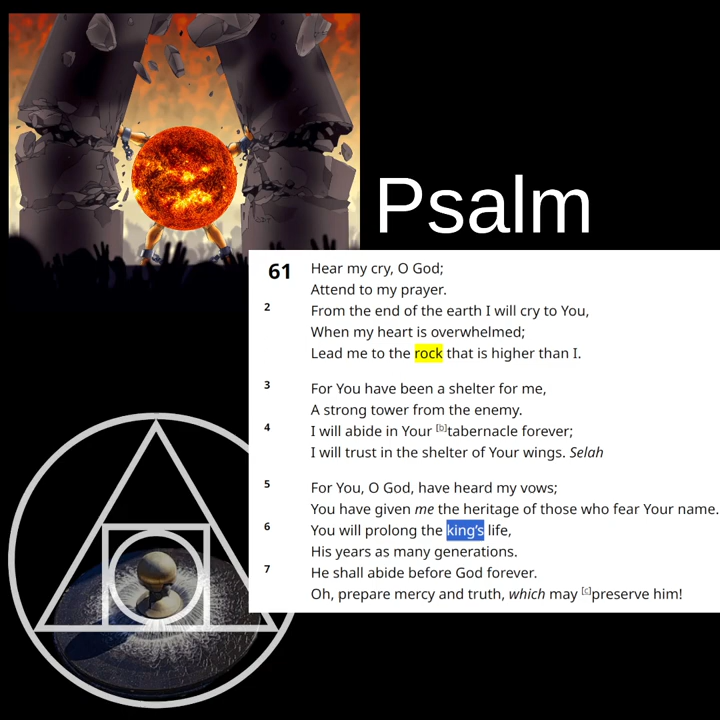 Psalm
61 Hear my cry, O God;
Attend to my prayer.
2 From the end of the earth I will cry to You,
When my heart is overwhelmed;
Lead me to the rock that is higher than I.
3 For You have been a shelter for me,
A strong tower from the enemy.
4 I will abide in Your [b]tabernacle forever;
I will trust in the shelter of Your wings. Selah
5 For You, O God, have heard my vows;
You have given me the heritage of those who fear Your name.
6 You will prolong the king’s life,
His years as many generations.
7 He shall abide before God forever.
Oh, prepare mercy and truth, which may [c]preserve him!